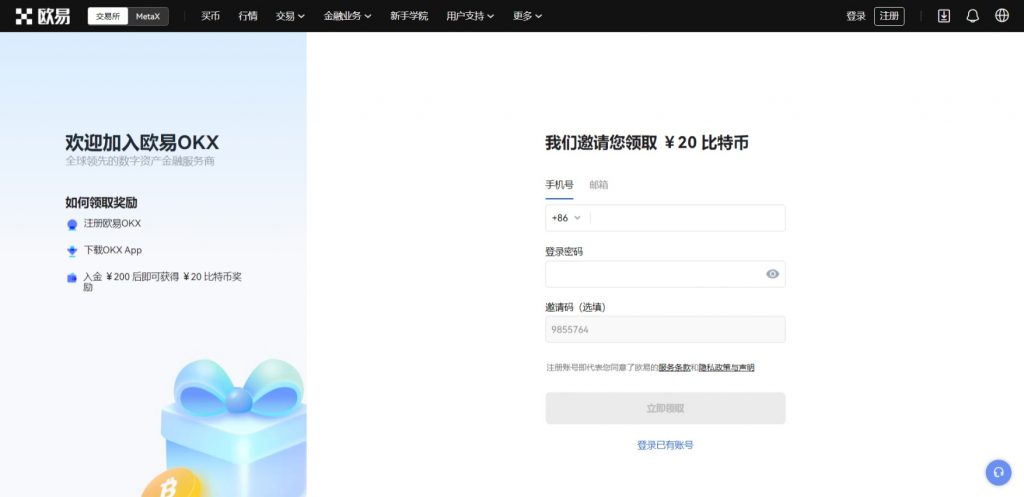 欧易 交易所 MetaX 买币 行情 交易 金融业务 新手学院 用户支持 更多 登录 注册
欢迎加入欧易OKX
全球领先的数字资产金融服务商
如何领取奖励
注册欧易OKX
下载OKX App
入金 ￥200 后即可获得 ￥20 比特币奖
励
我们邀请您领取 ￥20 比特币
手机号 邮箱
+86
登录密码
邀请码（选填）
9855764
注册账号即代表您同意了欧易的服务条款和隐私政策与声明
立即领取
登录已有账号